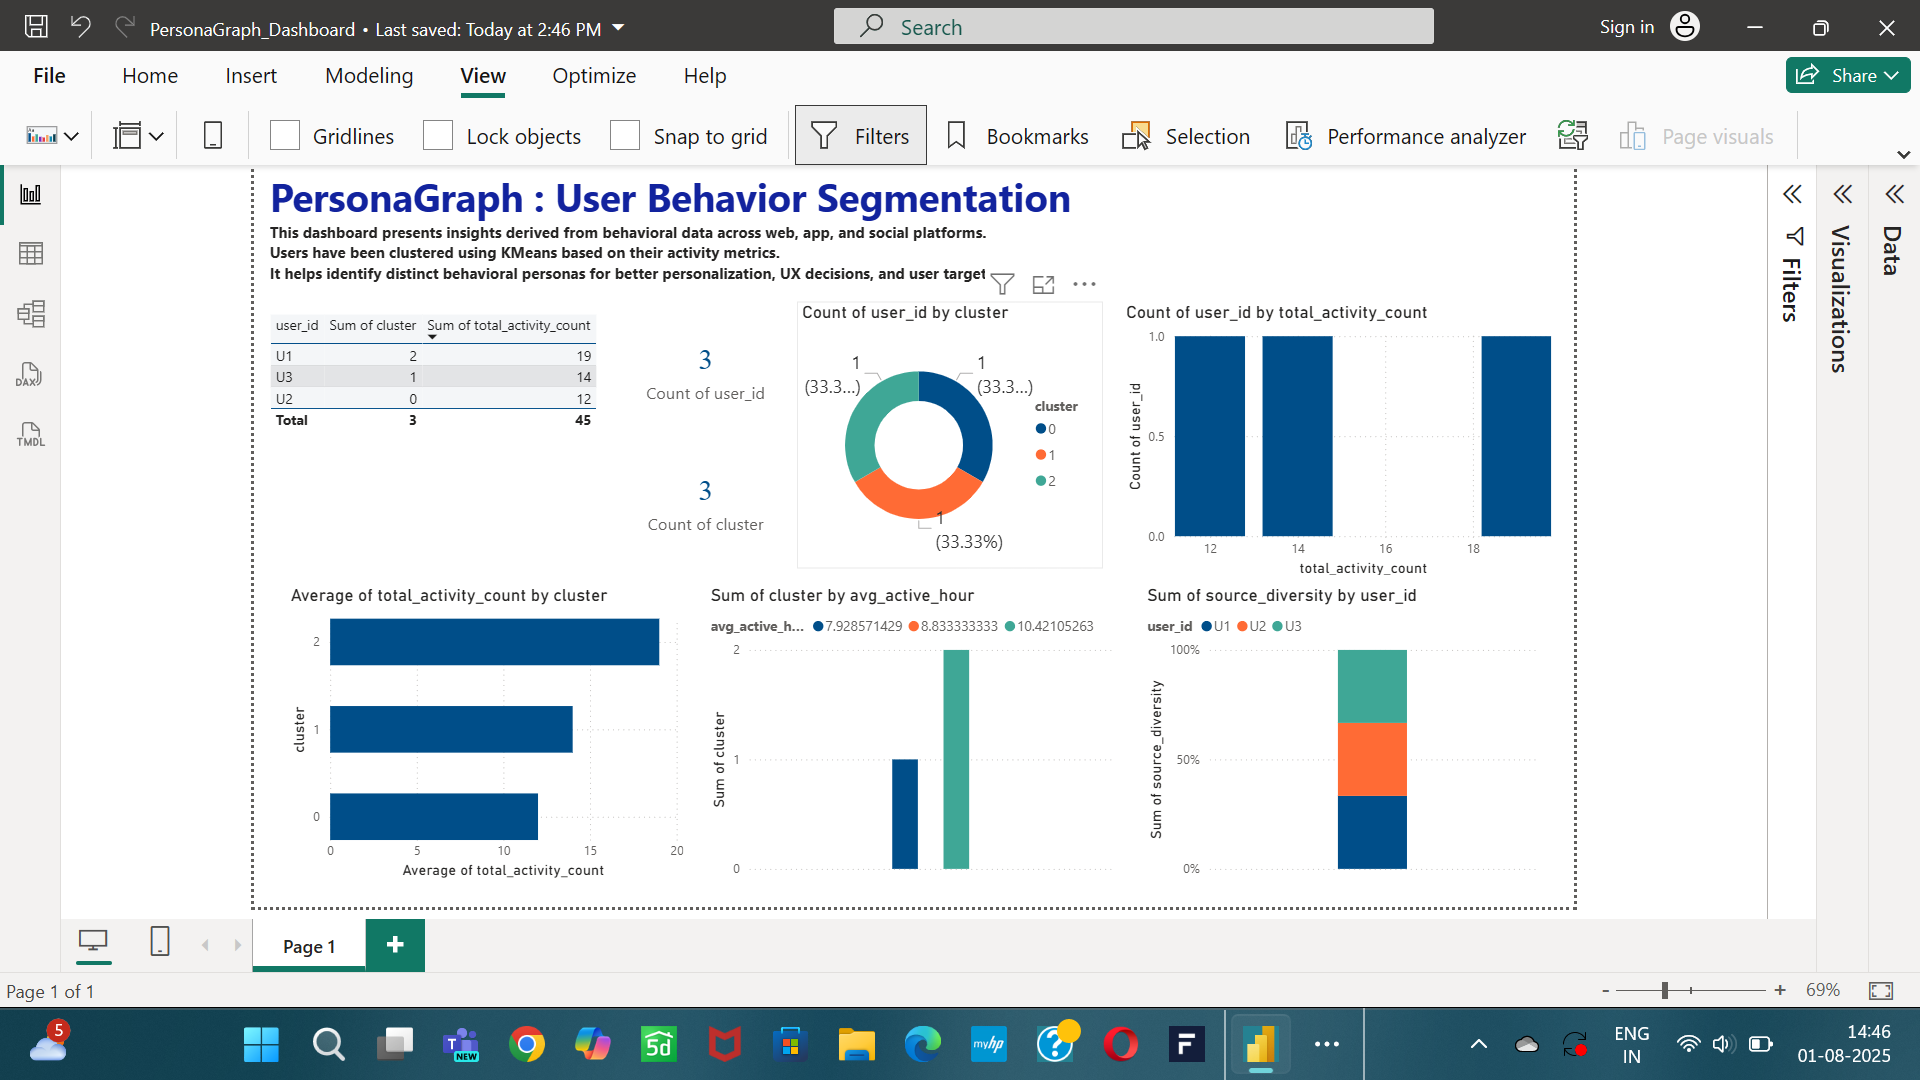 PersonaGraph_Dashboard • Last saved: Today at 2:46 PM
Search
Sign in
File Home Insert Modeling View Optimize Help
Share
Gridlines Lock objects Snap to grid Filters Bookmarks Selection Performance analyzer Page visuals
PersonaGraph : User Behavior Segmentation
This dashboard presents insights derived from behavioral data across web, app, and social platforms.
Users have been clustered using KMeans based on their activity metrics.
It helps identify distinct behavioral personas for better personalization, UX decisions, and user target
user_id Sum of cluster Sum of total_activity_count
U1 2 19
U3 1 14
U2 0 12
Total 3 45
3
Count of user_id
3
Count of cluster
Count of user_id by cluster
1
(33.3...)
1
(33.3...)
1
(33.33%)
cluster
0
1
2
Count of user_id by total_activity_count
Count of user_id
1.0
0.5
0.0
12 14 16 18
total_activity_count
Average of total_activity_count by cluster
cluster
2
1
0
0 5 10 15 20
Average of total_activity_count
Sum of cluster by avg_active_hour
avg_active_h... 7.928571429 8.833333333 10.42105263
Sum of cluster
2
1
0
Sum of source_diversity by user_id
user_id U1 U2 U3
Sum of source_diversity
100%
50%
0%
Filters
Visualizations
Data
DAX
TMDL
Page 1
+
Page 1 of 1
- + 69%
5
T
NEW
5d
myhp
?
F
ENG
IN
14:46
01-08-2025